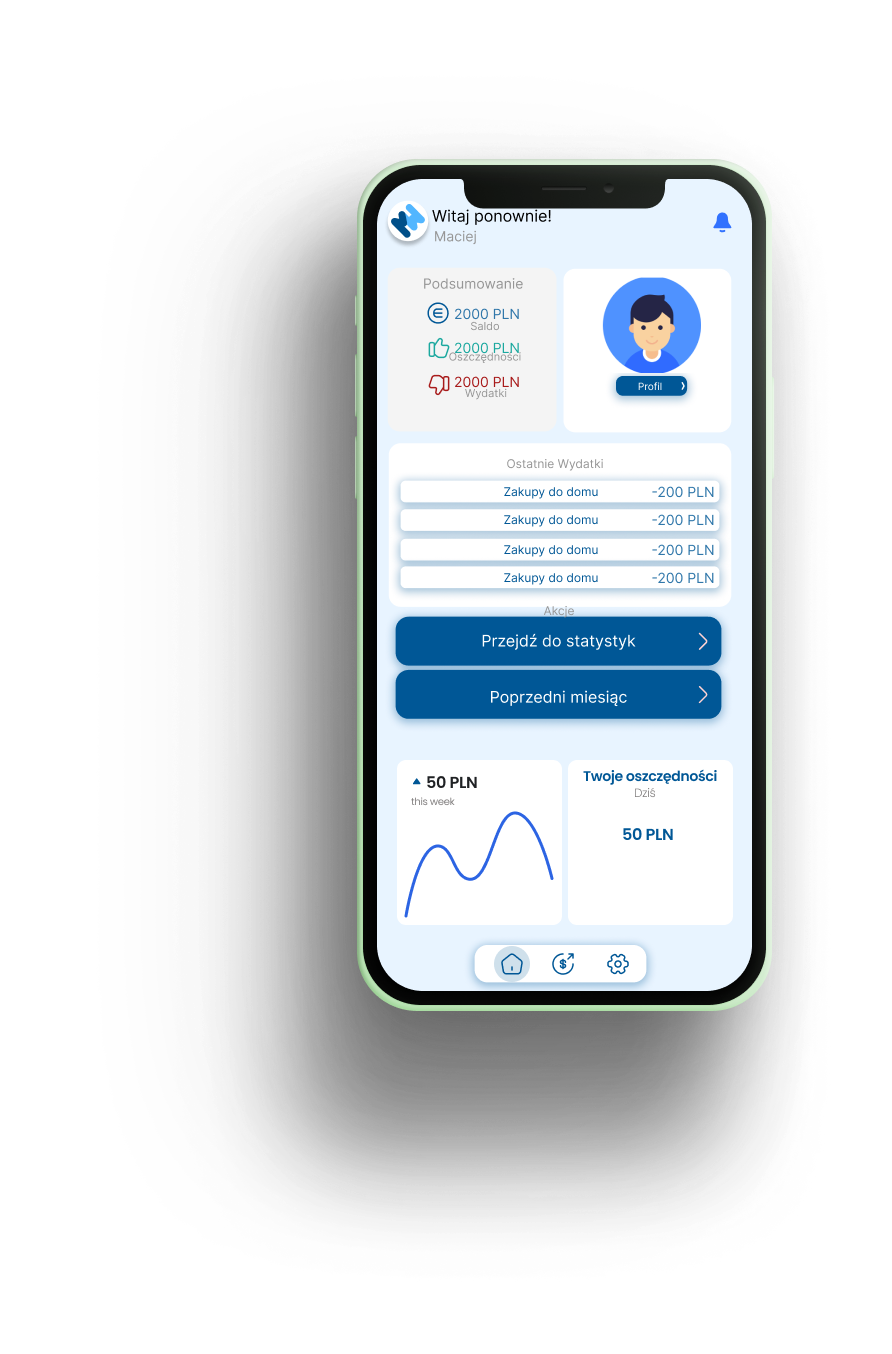 Witaj ponownie!
Maciej
Podsumowanie
2000 PLN
Saldo
2000 PLN
Oszczędności
2000 PLN
Wydatki
Profil
Ostatnie Wydatki
Zakupy do domu -200 PLN
Zakupy do domu -200 PLN
Zakupy do domu -200 PLN
Zakupy do domu -200 PLN
Akcje
Przejdź do statystyk
Poprzedni miesiąc
50 PLN
this week
Twoje oszczędności
Dziś
50 PLN